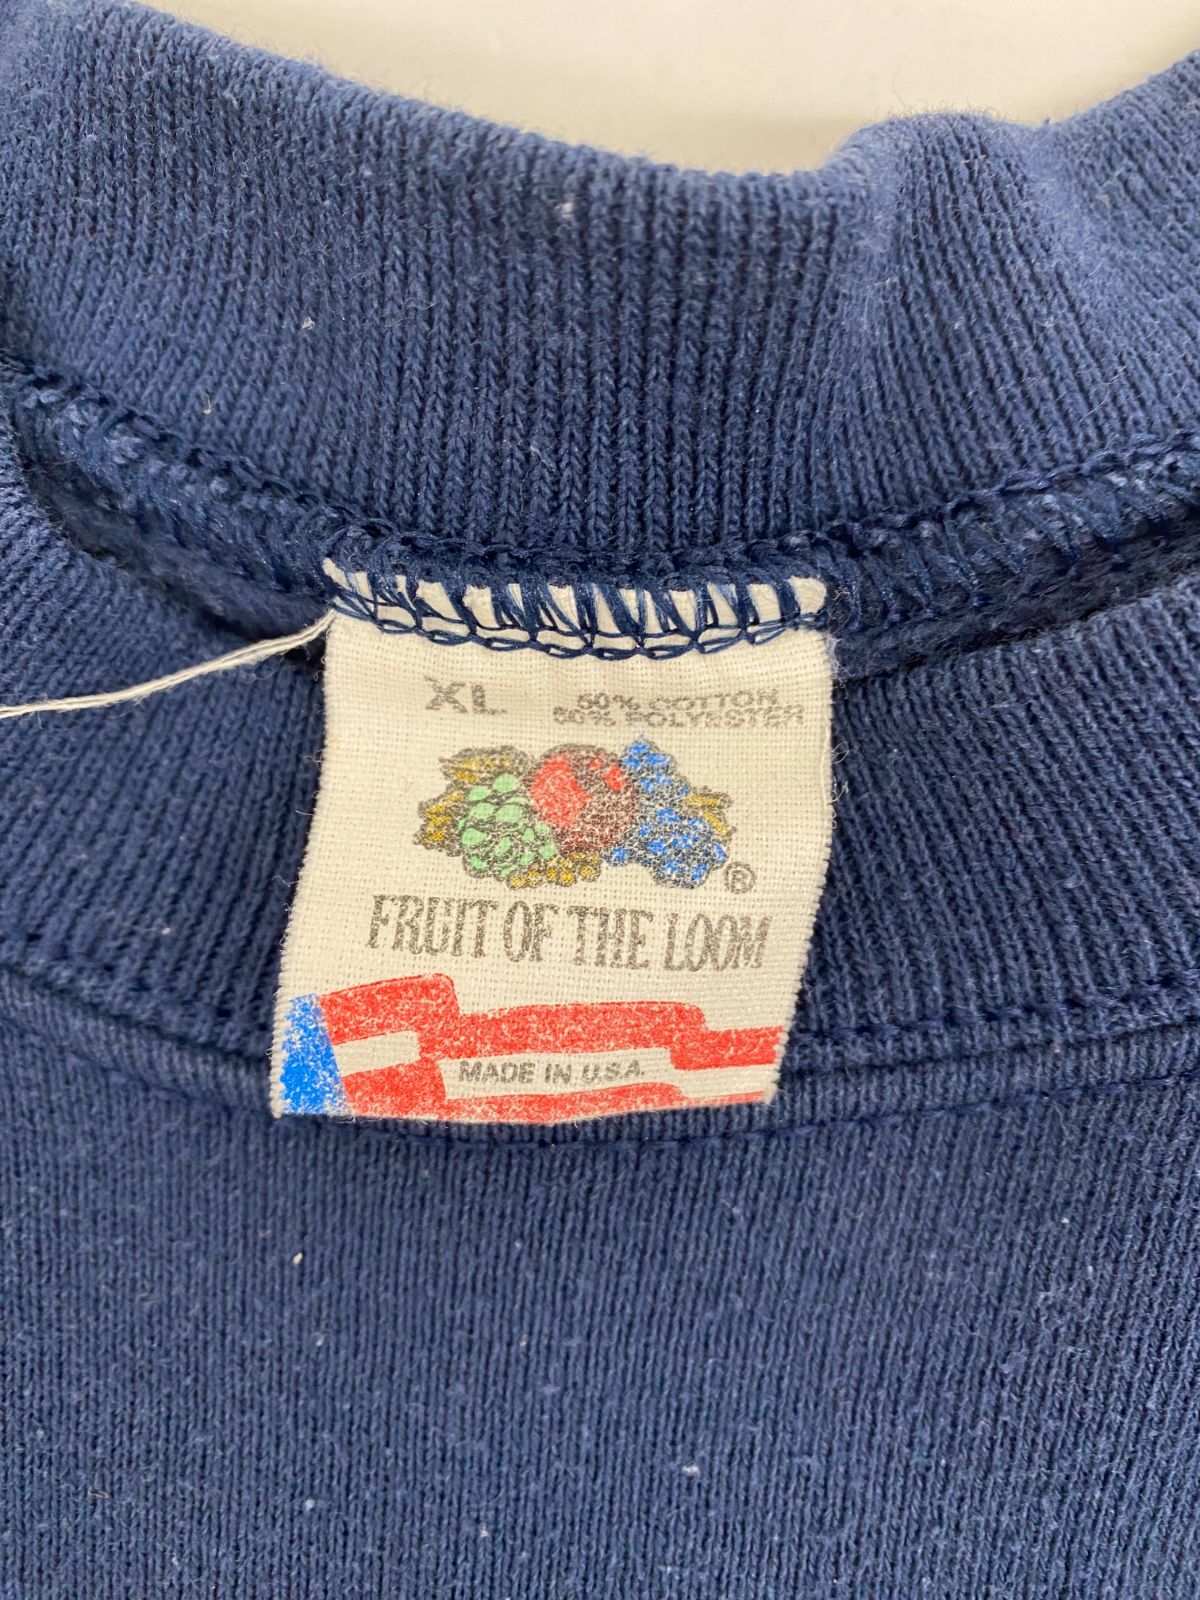 XL
50% COTTON
50% POLYESTER
®
FRUIT OF THE LOOM
MADE IN U.S.A.